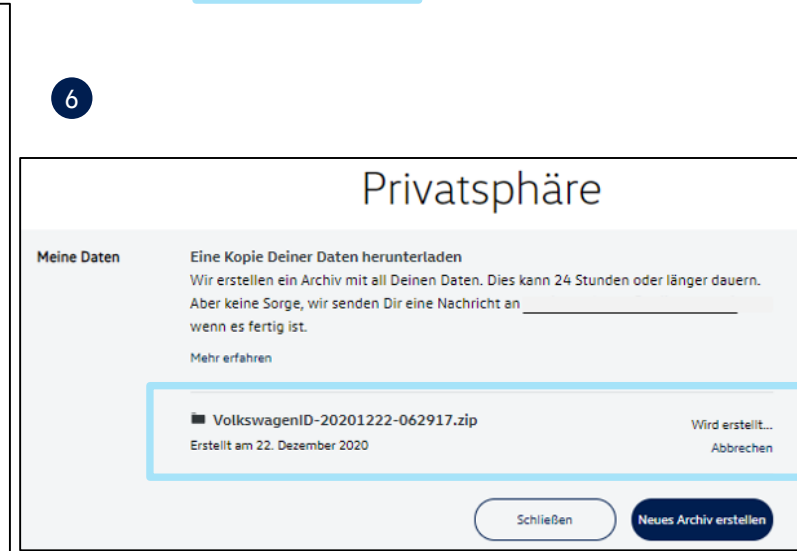 6
Privatsphäre
Meine Daten
Eine Kopie Deiner Daten herunterladen
Wir erstellen ein Archiv mit all Deinen Daten. Dies kann 24 Stunden oder länger dauern.
Aber keine Sorge, wir senden Dir eine Nachricht an
wenn es fertig ist.
Mehr erfahren
VolkswagenID-20201222-062917.zip
Wird erstellt...
Erstellt am 22. Dezember 2020
Abbrechen
Schließen
Neues Archiv erstellen